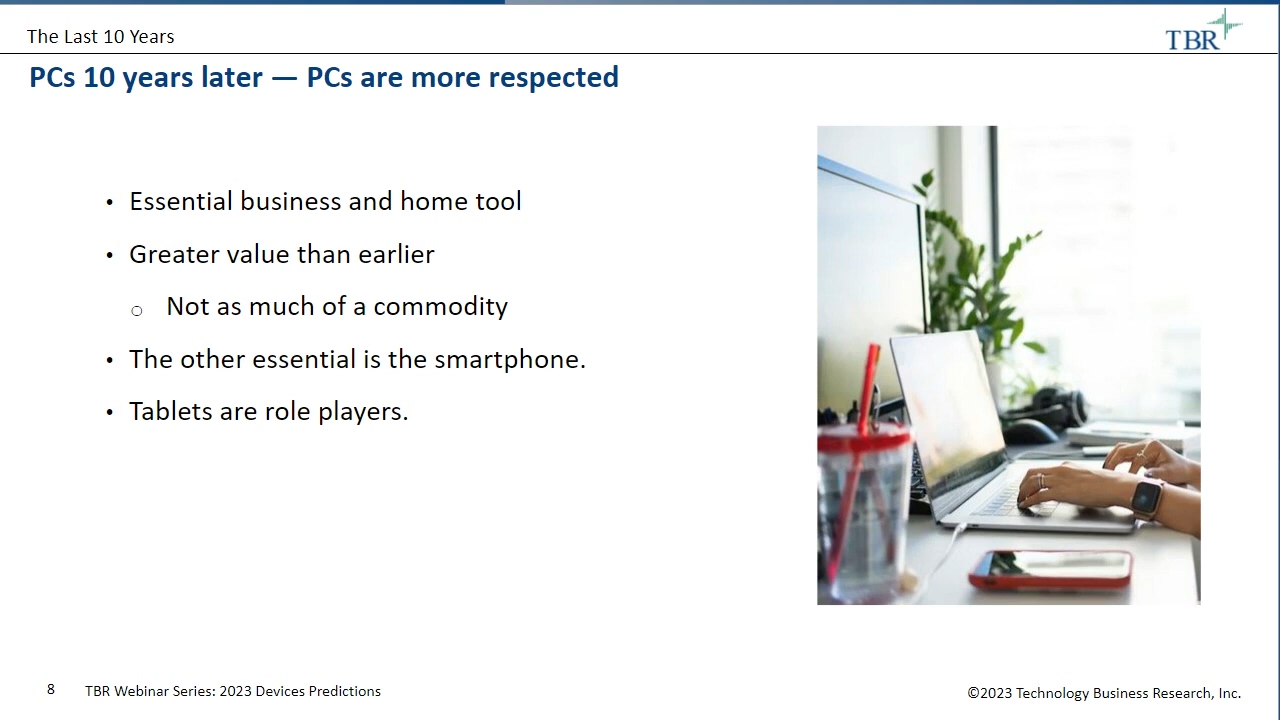 The Last 10 Years
TBR
PCs 10 years later — PCs are more respected
• Essential business and home tool
• Greater value than earlier
○ Not as much of a commodity
• The other essential is the smartphone.
• Tablets are role players.
8 TBR Webinar Series: 2023 Devices Predictions
©2023 Technology Business Research, Inc.